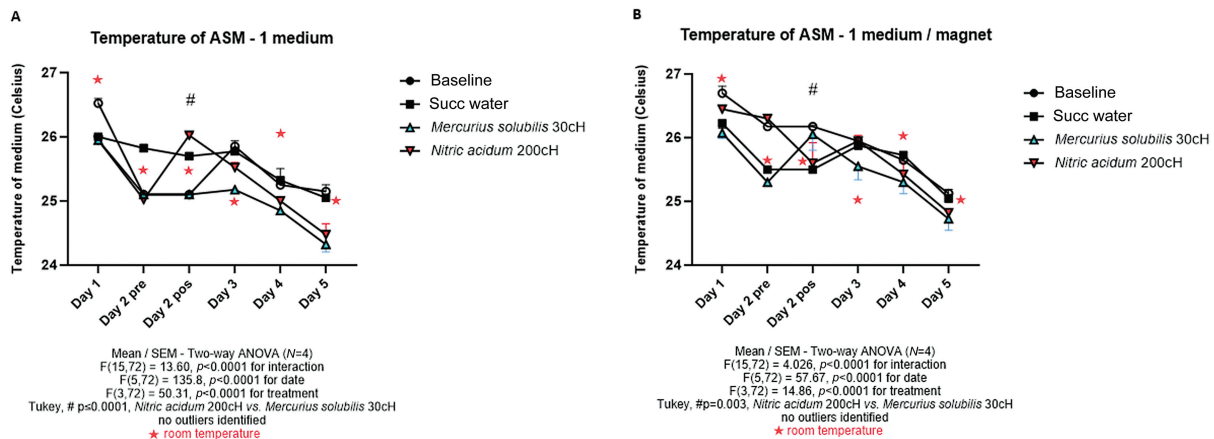 A
Temperature of ASM - 1 medium
Temperature of medium (Celsius)
27
26
25
24
#
Day 1
Day 2 pre
Day 2 pos
Day 3
Day 4
Day 5
Baseline
Succ water
Mercurius solubilis 30cH
Nitric acidum 200cH
Mean / SEM - Two-way ANOVA (N=4)
F(15,72) = 13.60, p<0.0001 for interaction
F(5,72) = 135.8, p<0.0001 for date
F(3,72) = 50.31, p<0.0001 for treatment
Tukey, # p≤0.0001, Nitric acidum 200cH vs. Mercurius solubilis 30cH
no outliers identified
★ room temperature
B
Temperature of ASM - 1 medium / magnet
Temperature of medium (Celsius)
27
26
25
24
#
Day 1
Day 2 pre
Day 2 pos
Day 3
Day 4
Day 5
Baseline
Succ water
Mercurius solubilis 30cH
Nitric acidum 200cH
Mean / SEM - Two-way ANOVA (N=4)
F(15,72) = 4.026, p<0.0001 for interaction
F(5,72) = 57.67, p<0.0001 for date
F(3,72) = 14.86, p<0.0001 for treatment
Tukey, #p=0.003, Nitric acidum 200cH vs. Mercurius solubilis 30cH
no outliers identified
★ room temperature